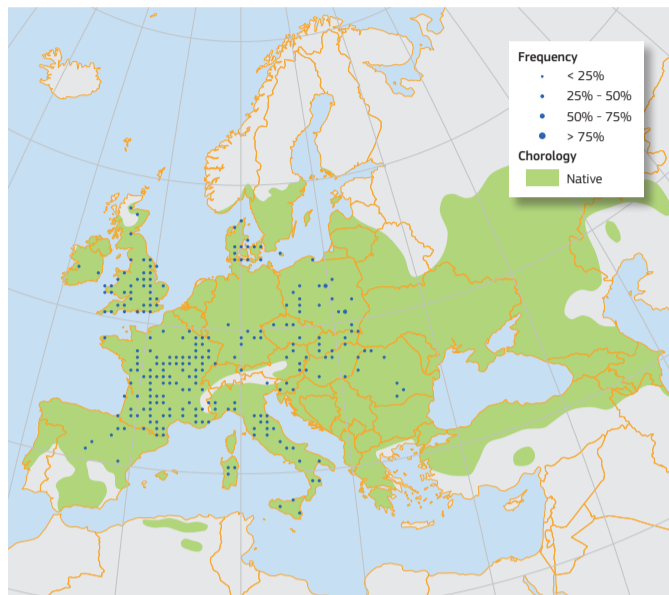 Frequency
< 25%
25% - 50%
50% - 75%
> 75%
Chorology
Native